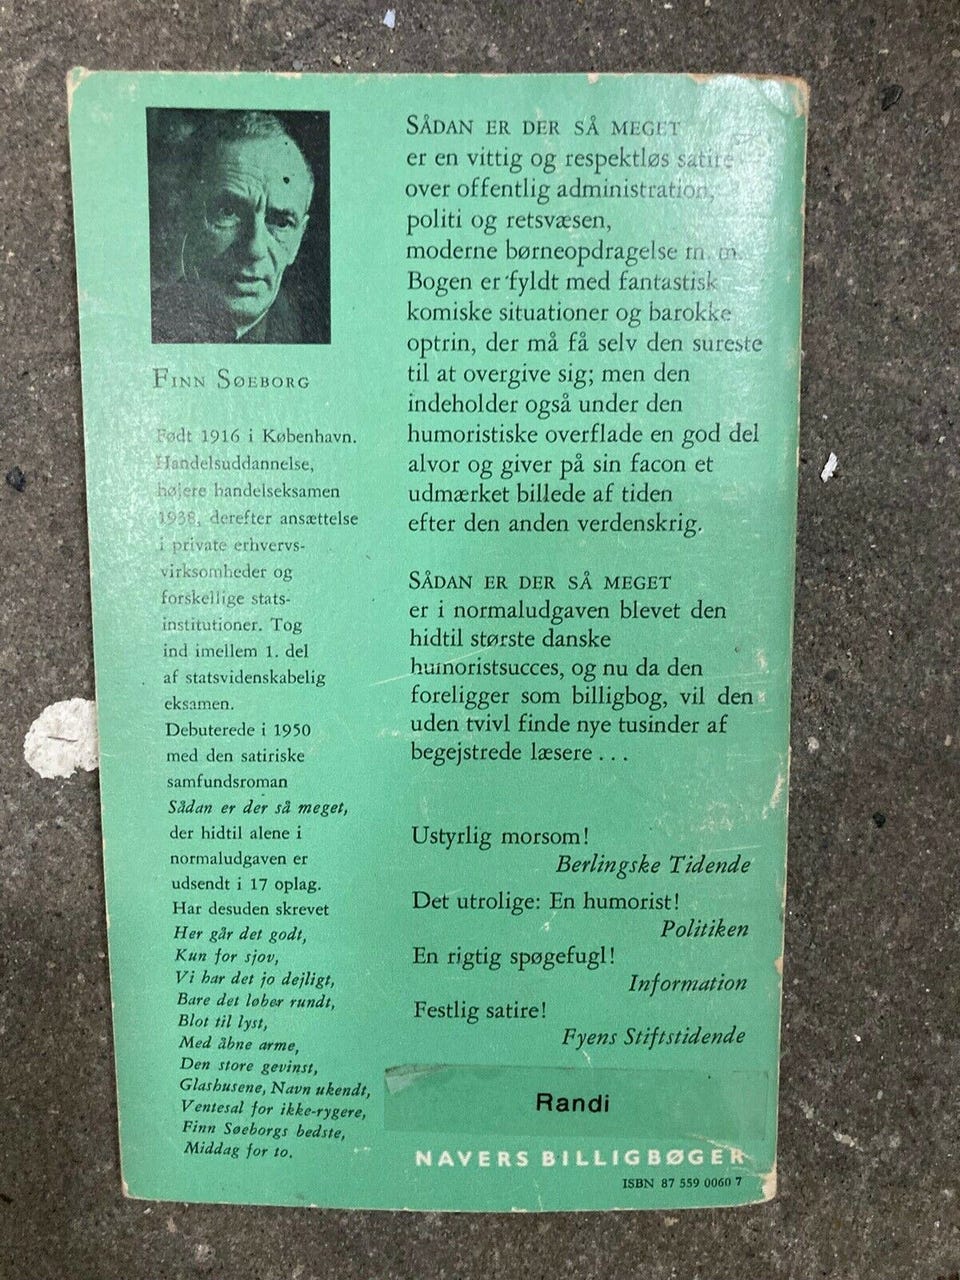 FINN SØEBORG
Født 1916 i København.
Handelsuddannelse,
højere handelseksamen
1938, derefter ansættelse
i private erhvervs-
virksomheder og
forskellige stats-
institutioner. Tog
ind imellem 1. del
af statsvidenskabelig
eksamen.
Debuterede i 1950
med den satiriske
samfundsroman
Sådan er der så meget,
der hidtil alene i
normaludgaven er
udsendt i 17 oplag.
Har desuden skrevet
Her går det godt,
Kun for sjov,
Vi har det jo dejligt,
Bare det løber rundt,
Blot til lyst,
Med åbne arme,
Den store gevinst,
Glashusene, Navn ukendt,
Ventesal for ikke-rygere,
Finn Søeborgs bedste,
Middag for to.
SÅDAN ER DER SÅ MEGET
er en vittig og respektløs satire
over offentlig administration,
politi og retsvæsen,
moderne børneopdragelse m. m.
Bogen er fyldt med fantastisk
komiske situationer og barokke
optrin, der må få selv den sureste
til at overgive sig; men den
indeholder også under den
humoristiske overflade en god del
alvor og giver på sin facon et
udmærket billede af tiden
efter den anden verdenskrig.
SÅDAN ER DER SÅ MEGET
er i normaludgaven blevet den
hidtil største danske
humoristsucces, og nu da den
foreligger som billigbog, vil den
uden tvivl finde nye tusinder af
begejstrede læsere . . .
Ustyrlig morsom!
Berlingske Tidende
Det utrolige: En humorist!
Politiken
En rigtig spøgefugl!
Information
Festlig satire!
Fyens Stiftstidende
Randi
NAVERS BILLIGBØGER
ISBN 87 559 0060 7